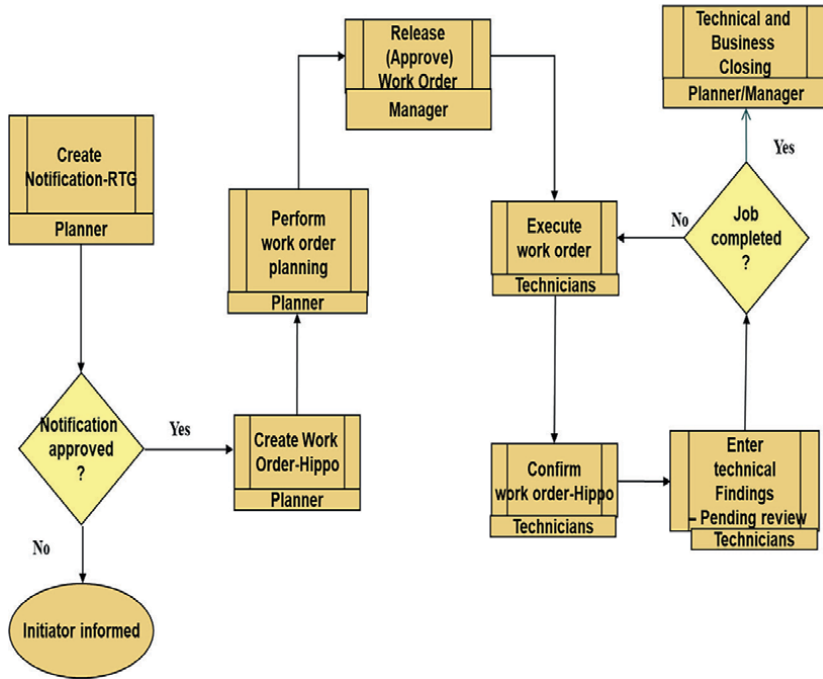 Create
Notification-RTG
Planner
Notification
approved
?
Yes
No
Initiator informed
Create Work
Order-Hippo
Planner
Perform
work order
planning
Planner
Release
(Approve)
Work Order
Manager
Execute
work order
Technicians
Confirm
work order-Hippo
Technicians
Enter
technical
Findings
– Pending review
Technicians
Job
completed
?
No
Yes
Technical and
Business
Closing
Planner/Manager